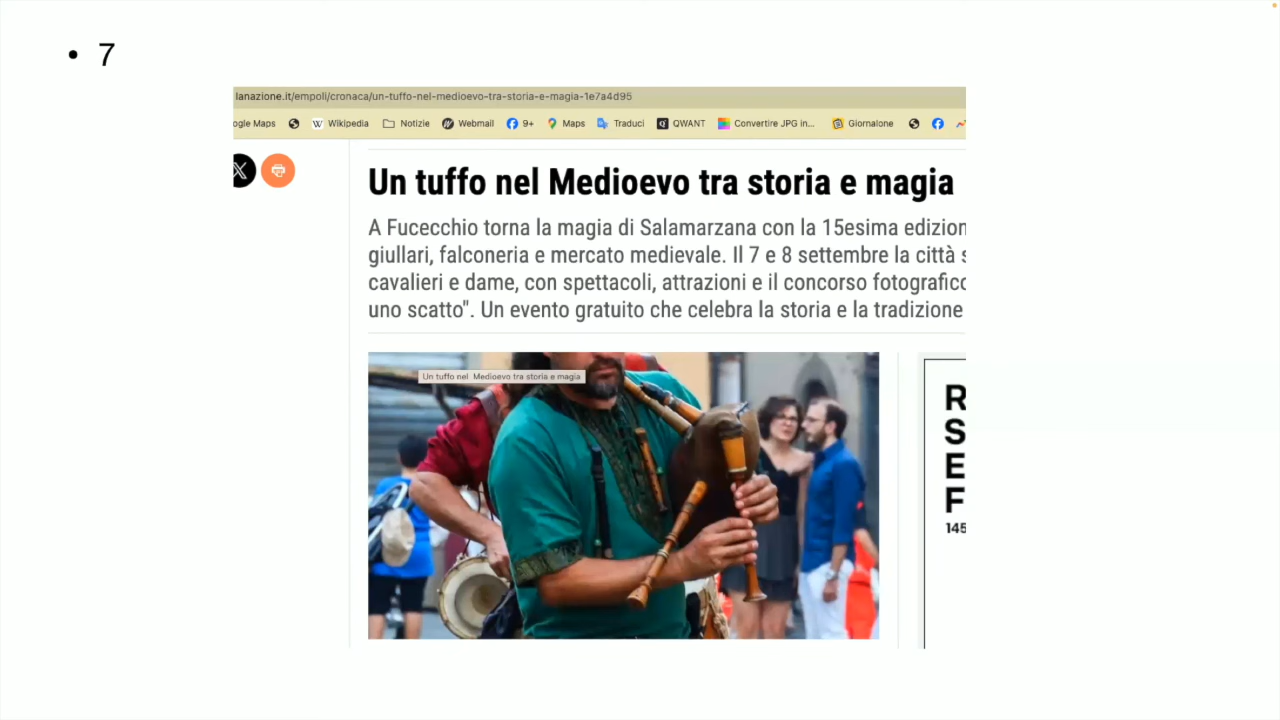 • 7
lanazione.it/empoli/cronaca/un-tuffo-nel-medioevo-tra-storia-e-magia-1e7a4d95
ogle Maps Wikipedia Notizie Webmail 9+ Maps Traduci QWANT Convertire JPG in... Giornalone
Un tuffo nel Medioevo tra storia e magia
A Fucecchio torna la magia di Salamarzana con la 15esima edizion
giullari, falconeria e mercato medievale. Il 7 e 8 settembre la città s
cavalieri e dame, con spettacoli, attrazioni e il concorso fotografico
uno scatto". Un evento gratuito che celebra la storia e la tradizione
Un tuffo nel Medioevo tra storia e magia
R
S
E
F
145